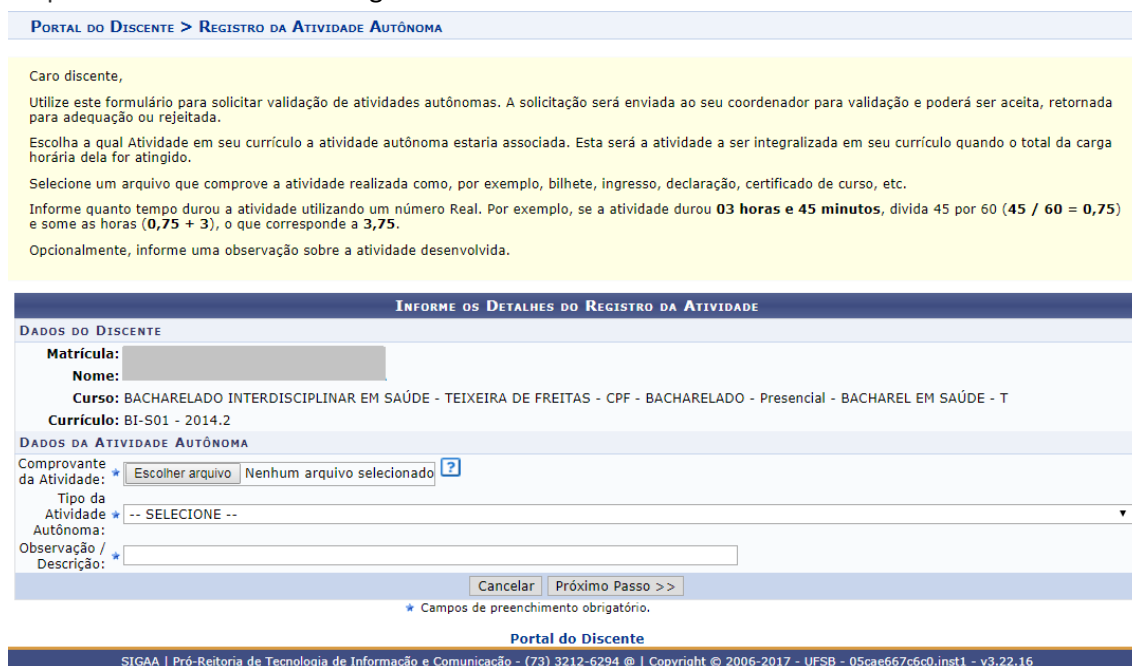 PORTAL DO DISCENTE > REGISTRO DA ATIVIDADE AUTÔNOMA
Caro discente,
Utilize este formulário para solicitar validação de atividades autônomas. A solicitação será enviada ao seu coordenador para validação e poderá ser aceita, retornada
para adequação ou rejeitada.
Escolha a qual Atividade em seu currículo a atividade autônoma estaria associada. Esta será a atividade a ser integralizada em seu currículo quando o total da carga
horária dela for atingido.
Selecione um arquivo que comprove a atividade realizada como, por exemplo, bilhete, ingresso, declaração, certificado de curso, etc.
Informe quanto tempo durou a atividade utilizando um número Real. Por exemplo, se a atividade durou 03 horas e 45 minutos, divida 45 por 60 (45 / 60 = 0,75)
e some as horas (0,75 + 3), o que corresponde a 3,75.
Opcionalmente, informe uma observação sobre a atividade desenvolvida.
INFORME OS DETALHES DO REGISTRO DA ATIVIDADE
DADOS DO DISCENTE
Matrícula:
Nome:
Curso: BACHARELADO INTERDISCIPLINAR EM SAÚDE - TEIXEIRA DE FREITAS - CPF - BACHARELADO - Presencial - BACHAREL EM SAÚDE - T
Currículo: BI-S01 - 2014.2
DADOS DA ATIVIDADE AUTÔNOMA
Comprovante
da Atividade: Escolher arquivo Nenhum arquivo selecionado ?
Tipo da
Atividade -- SELECIONE --
Autônoma:
Observação /
Descrição:
Cancelar Próximo Passo >>
Campos de preenchimento obrigatório.
Portal do Discente
SIGAA | Pró-Reitoria de Tecnologia de Informação e Comunicação - (73) 3212-6294 @ | Copyright © 2006-2017 - UFSB - 05cae667c6c0.inst1 - v3.22.16